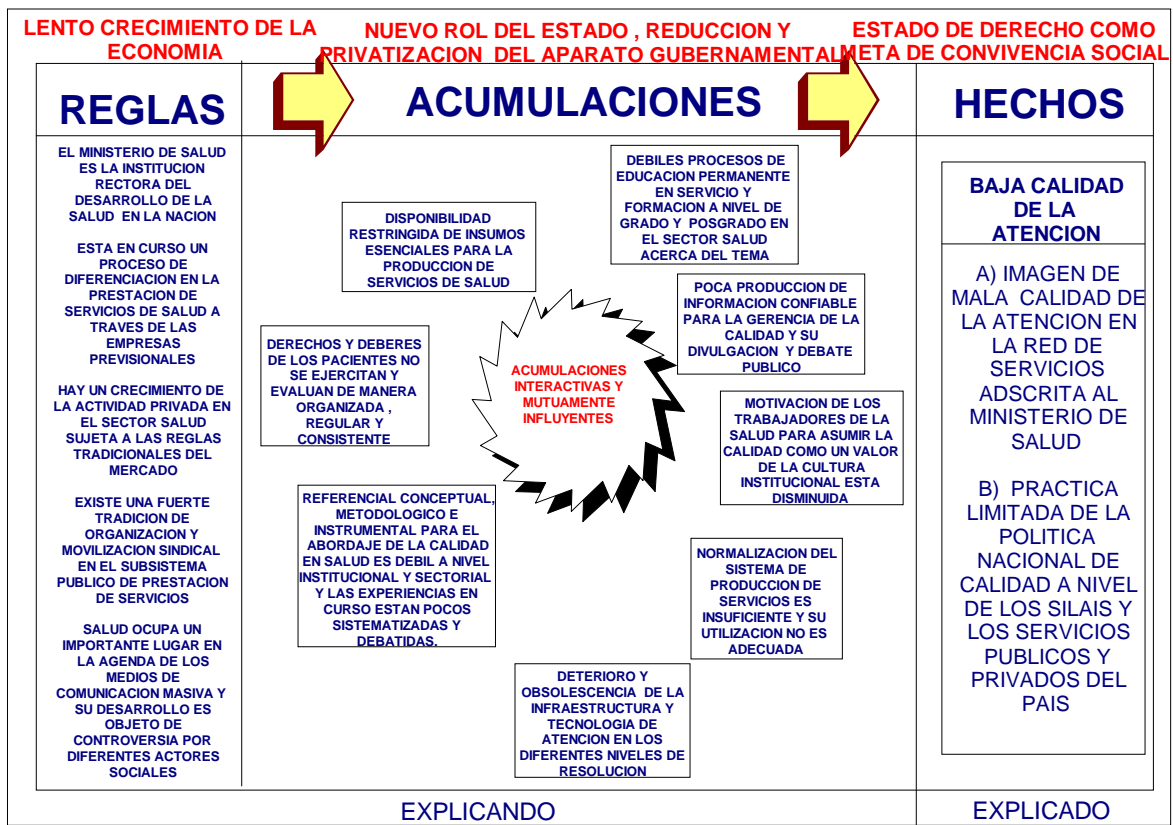 LENTO CRECIMIENTO DE LA
ECONOMIA
NUEVO ROL DEL ESTADO , REDUCCION Y
PRIVATIZACION DEL APARATO GUBERNAMENTAL
ESTADO DE DERECHO COMO
META DE CONVIVENCIA SOCIAL
REGLAS
ACUMULACIONES
HECHOS
EL MINISTERIO DE SALUD
ES LA INSTITUCION
RECTORA DEL
DESARROLLO DE LA
SALUD EN LA NACION
ESTA EN CURSO UN
PROCESO DE
DIFERENCIACION EN LA
PRESTACION DE
SERVICIOS DE SALUD A
TRAVES DE LAS
EMPRESAS
PREVISIONALES
HAY UN CRECIMIENTO DE
LA ACTIVIDAD PRIVADA EN
EL SECTOR SALUD
SUJETA A LAS REGLAS
TRADICIONALES DEL
MERCADO
EXISTE UNA FUERTE
TRADICION DE
ORGANIZACION Y
MOVILIZACION SINDICAL
EN EL SUBSISTEMA
PUBLICO DE PRESTACION
DE SERVICIOS
SALUD OCUPA UN
IMPORTANTE LUGAR EN
LA AGENDA DE LOS
MEDIOS DE
COMUNICACION MASIVA Y
SU DESARROLLO ES
OBJETO DE
CONTROVERSIA POR
DIFERENTES ACTORES
SOCIALES
DISPONIBILIDAD
RESTRINGIDA DE INSUMOS
ESENCIALES PARA LA
PRODUCCION DE
SERVICIOS DE SALUD
DEBILES PROCESOS DE
EDUCACION PERMANENTE
EN SERVICIO Y
FORMACION A NIVEL DE
GRADO Y POSGRADO EN
EL SECTOR SALUD
ACERCA DEL TEMA
POCA PRODUCCION DE
INFORMACION CONFIABLE
PARA LA GERENCIA DE LA
CALIDAD Y SU
DIVULGACION Y DEBATE
PUBLICO
DERECHOS Y DEBERES
DE LOS PACIENTES NO
SE EJERCITAN Y
EVALUAN DE MANERA
ORGANIZADA ,
REGULAR Y
CONSISTENTE
ACUMULACIONES
INTERACTIVAS Y
MUTUAMENTE
INFLUYENTES
MOTIVACION DE LOS
TRABAJADORES DE LA
SALUD PARA ASUMIR LA
CALIDAD COMO UN VALOR
DE LA CULTURA
INSTITUCIONAL ESTA
DISMINUIDA
REFERENCIAL CONCEPTUAL,
METODOLOGICO E
INSTRUMENTAL PARA EL
ABORDAJE DE LA CALIDAD
EN SALUD ES DEBIL A NIVEL
INSTITUCIONAL Y SECTORIAL
Y LAS EXPERIENCIAS EN
CURSO ESTAN POCOS
SISTEMATIZADAS Y
DEBATIDAS.
NORMALIZACION DEL
SISTEMA DE
PRODUCCION DE
SERVICIOS ES
INSUFICIENTE Y SU
UTILIZACION NO ES
ADECUADA
DETERIORO Y
OBSOLESCENCIA DE LA
INFRAESTRUCTURA Y
TECNOLOGIA DE
ATENCION EN LOS
DIFERENTES NIVELES DE
RESOLUCION
BAJA CALIDAD
DE LA
ATENCION
A) IMAGEN DE
MALA CALIDAD DE
LA ATENCION EN
LA RED DE
SERVICIOS
ADSCRITA AL
MINISTERIO DE
SALUD
B) PRACTICA
LIMITADA DE LA
POLITICA
NACIONAL DE
CALIDAD A NIVEL
DE LOS SILAIS Y
LOS SERVICIOS
PUBLICOS Y
PRIVADOS DEL
PAIS
EXPLICANDO
EXPLICADO